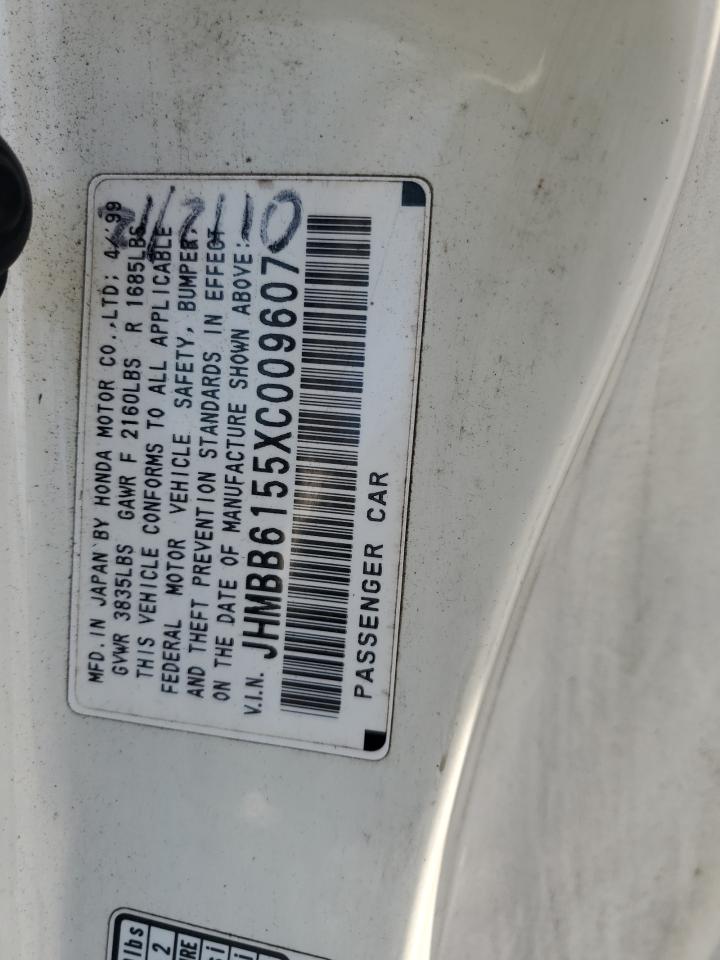 MFD. IN JAPAN BY HONDA MOTOR CO., LTD; 4/'99
GVWR 3835LBS GAWR F 2160LBS R 1685LBS
THIS VEHICLE CONFORMS TO ALL APPLICABLE
FEDERAL MOTOR VEHICLE SAFETY, BUMPER,
AND THEFT PREVENTION STANDARDS IN EFFECT
ON THE DATE OF MANUFACTURE SHOWN ABOVE:
V.I.N. JHMBB6155XC009607
PASSENGER CAR
lbs
2